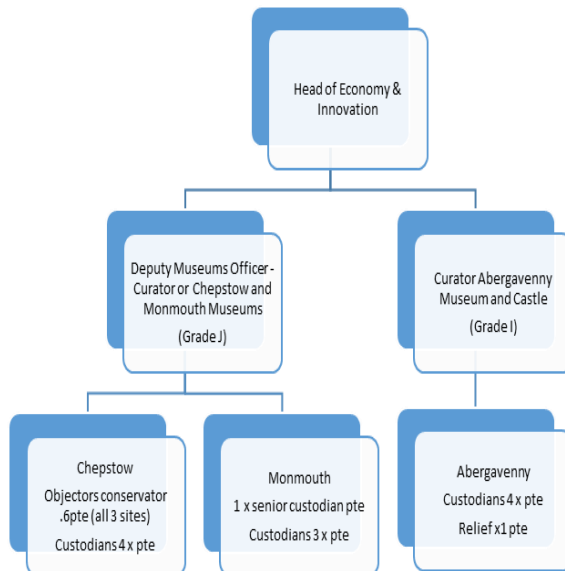 Head of Economy &
Innovation
Deputy Museums Officer -
Curator or Chepstow and
Monmouth Museums
(Grade J)
Curator Abergavenny
Museum and Castle
(Grade I)
Chepstow
Objectors conservator
.6pte (all 3 sites)
Custodians 4 x pte
Monmouth
1 x senior custodian pte
Custodians 3 x pte
Abergavenny
Custodians 4 x pte
Relief x1 pte